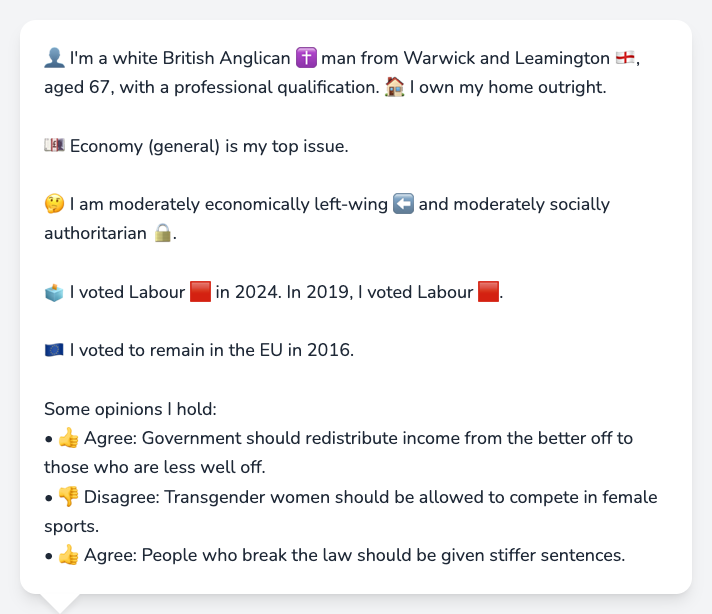 👤 I'm a white British Anglican ✝️ man from Warwick and Leamington 🏴󠁧󠁢󠁥󠁮󠁧󠁿,
aged 67, with a professional qualification. 🏠 I own my home outright.
💷 Economy (general) is my top issue.
🤔 I am moderately economically left-wing ⬅️ and moderately socially
authoritarian 🔒.
🗳️ I voted Labour 🟥 in 2024. In 2019, I voted Labour 🟥.
🇪🇺 I voted to remain in the EU in 2016.
Some opinions I hold:
• 👍 Agree: Government should redistribute income from the better off to
those who are less well off.
• 👎 Disagree: Transgender women should be allowed to compete in female
sports.
• 👍 Agree: People who break the law should be given stiffer sentences.